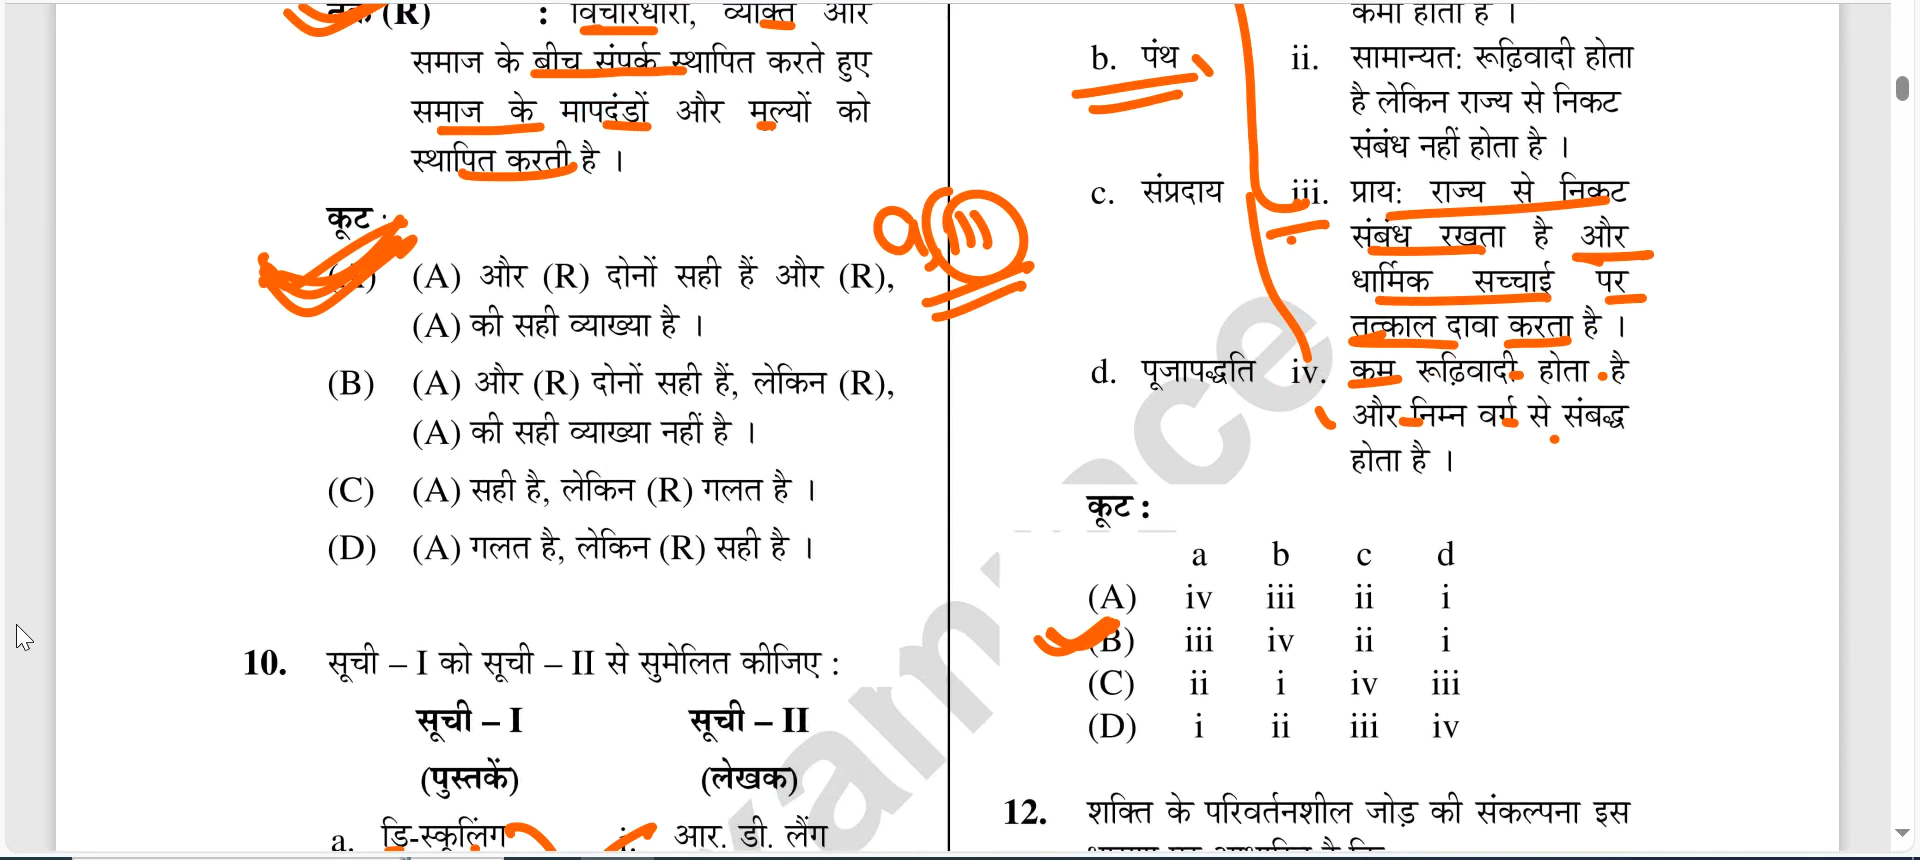 तर्क (R) : विचारधारा, व्यक्ति और
समाज के बीच संपर्क स्थापित करते हुए
समाज के मापदंडों और मूल्यों को
स्थापित करती है ।
कूट :
(A) (A) और (R) दोनों सही हैं और (R),
(A) की सही व्याख्या है ।
(B) (A) और (R) दोनों सही हैं, लेकिन (R),
(A) की सही व्याख्या नहीं है ।
(C) (A) सही है, लेकिन (R) गलत है ।
(D) (A) गलत है, लेकिन (R) सही है ।
10. सूची – I को सूची – II से सुमेलित कीजिए :
सूची – I सूची – II
(पुस्तकें) (लेखक)
a. डि-स्कूलिंग i. आर. डी. लैंग
a (iii)
होता है ।
b. पंथ ii. सामान्यत: रूढ़िवादी होता
है लेकिन राज्य से निकट
संबंध नहीं होता है ।
c. संप्रदाय iii. प्राय: राज्य से निकट
संबंध रखता है और
धार्मिक सच्चाई पर
तत्काल दावा करता है ।
d. पूजापद्धति iv. कम रूढ़िवादी होता है
और निम्न वर्ग से संबद्ध
होता है ।
कूट :
a b c d
(A) iv iii ii i
(B) iii iv ii i
(C) ii i iv iii
(D) i ii iii iv
12. शक्ति के परिवर्तनशील जोड़ की संकल्पना इस